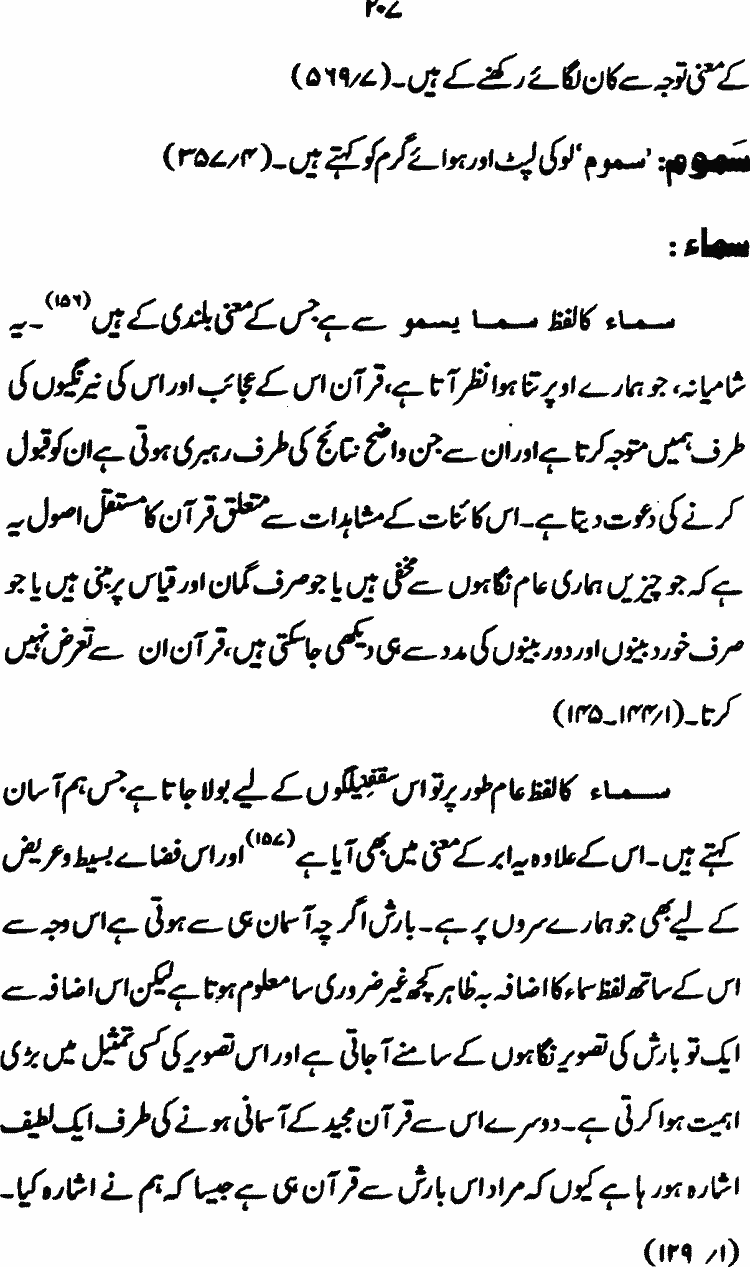 ۲۰۷
کے معنی توجہ سے کان لگائے رکھنے کے ہیں۔(۵۶۹/۷)
سَموم: 'سموم' لو کی لپٹ اور ہوائے گرم کو کہتے ہیں۔(۳۵۷/۴)
سماء :
سماء کا لفظ سما یسمو سے ہے جس کے معنی بلندی کے ہیں(۱۵۶)۔ یہ
شامیانہ، جو ہمارے اوپر تنا ہوا نظر آتا ہے، قرآن اس کے عجائب اور اس کی نیرنگیوں کی
طرف ہمیں متوجہ کرتا ہے اور ان سے جن واضح نتائج کی طرف رہبری ہوتی ہے ان کو قبول
کرنے کی دعوت دیتا ہے۔ اس کائنات کے مشاہدات سے متعلق قرآن کا مستقل اصول یہ
ہے کہ جو چیزیں ہماری عام نگاہوں سے مخفی ہیں یا جو صرف گمان اور قیاس پر مبنی ہیں یا جو
صرف خوردبینوں اور دوربینوں کی مدد سے ہی دیکھی جاسکتی ہیں، قرآن ان سے تعرض نہیں
کرتا۔(۱۴۴/۱۔۱۴۵)
سماء کا لفظ عام طور پر تو اس سقفِ نیلگوں کے لیے بولا جاتا ہے جس ہم آسان
کہتے ہیں۔ اس کے علاوہ یہ ابر کے معنی میں بھی آیا ہے(۱۵۷) اور اس فضاے بسیط و عریض
کے لیے بھی جو ہمارے سروں پر ہے۔ بارش اگر چہ آسمان ہی سے ہوتی ہے اس وجہ سے
اس کے ساتھ لفظ سماء کا اضافہ بہ ظاہر کچھ غیر ضروری سا معلوم ہوتا ہے لیکن اس اضافہ سے
ایک تو بارش کی تصویر نگاہوں کے سامنے آجاتی ہے اور اس تصویر کی کسی تمثیل میں بڑی
اہمیت ہوا کرتی ہے۔ دوسرے اس سے قرآن مجید کے آسمانی ہونے کی طرف ایک لطیف
اشارہ ہو رہا ہے کیوں کہ مراد اس بارش سے قرآن ہی ہے جیسا کہ ہم نے اشارہ کیا۔
(۱/ ۱۲۹)